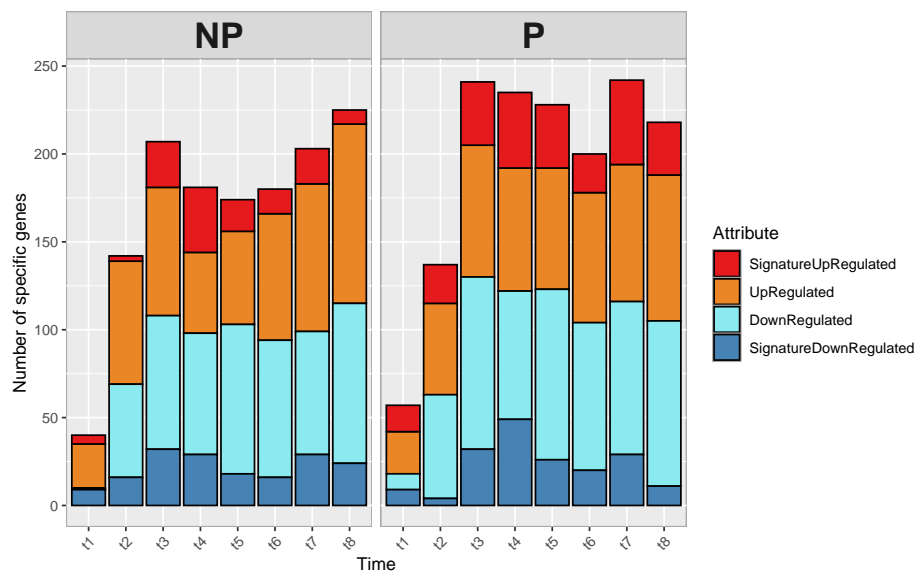 NP
P
250
200
150
100
50
0
Number of specific genes
t1 t2 t3 t4 t5 t6 t7 t8
t1 t2 t3 t4 t5 t6 t7 t8
Time
Attribute
SignatureUpRegulated
UpRegulated
DownRegulated
SignatureDownRegulated